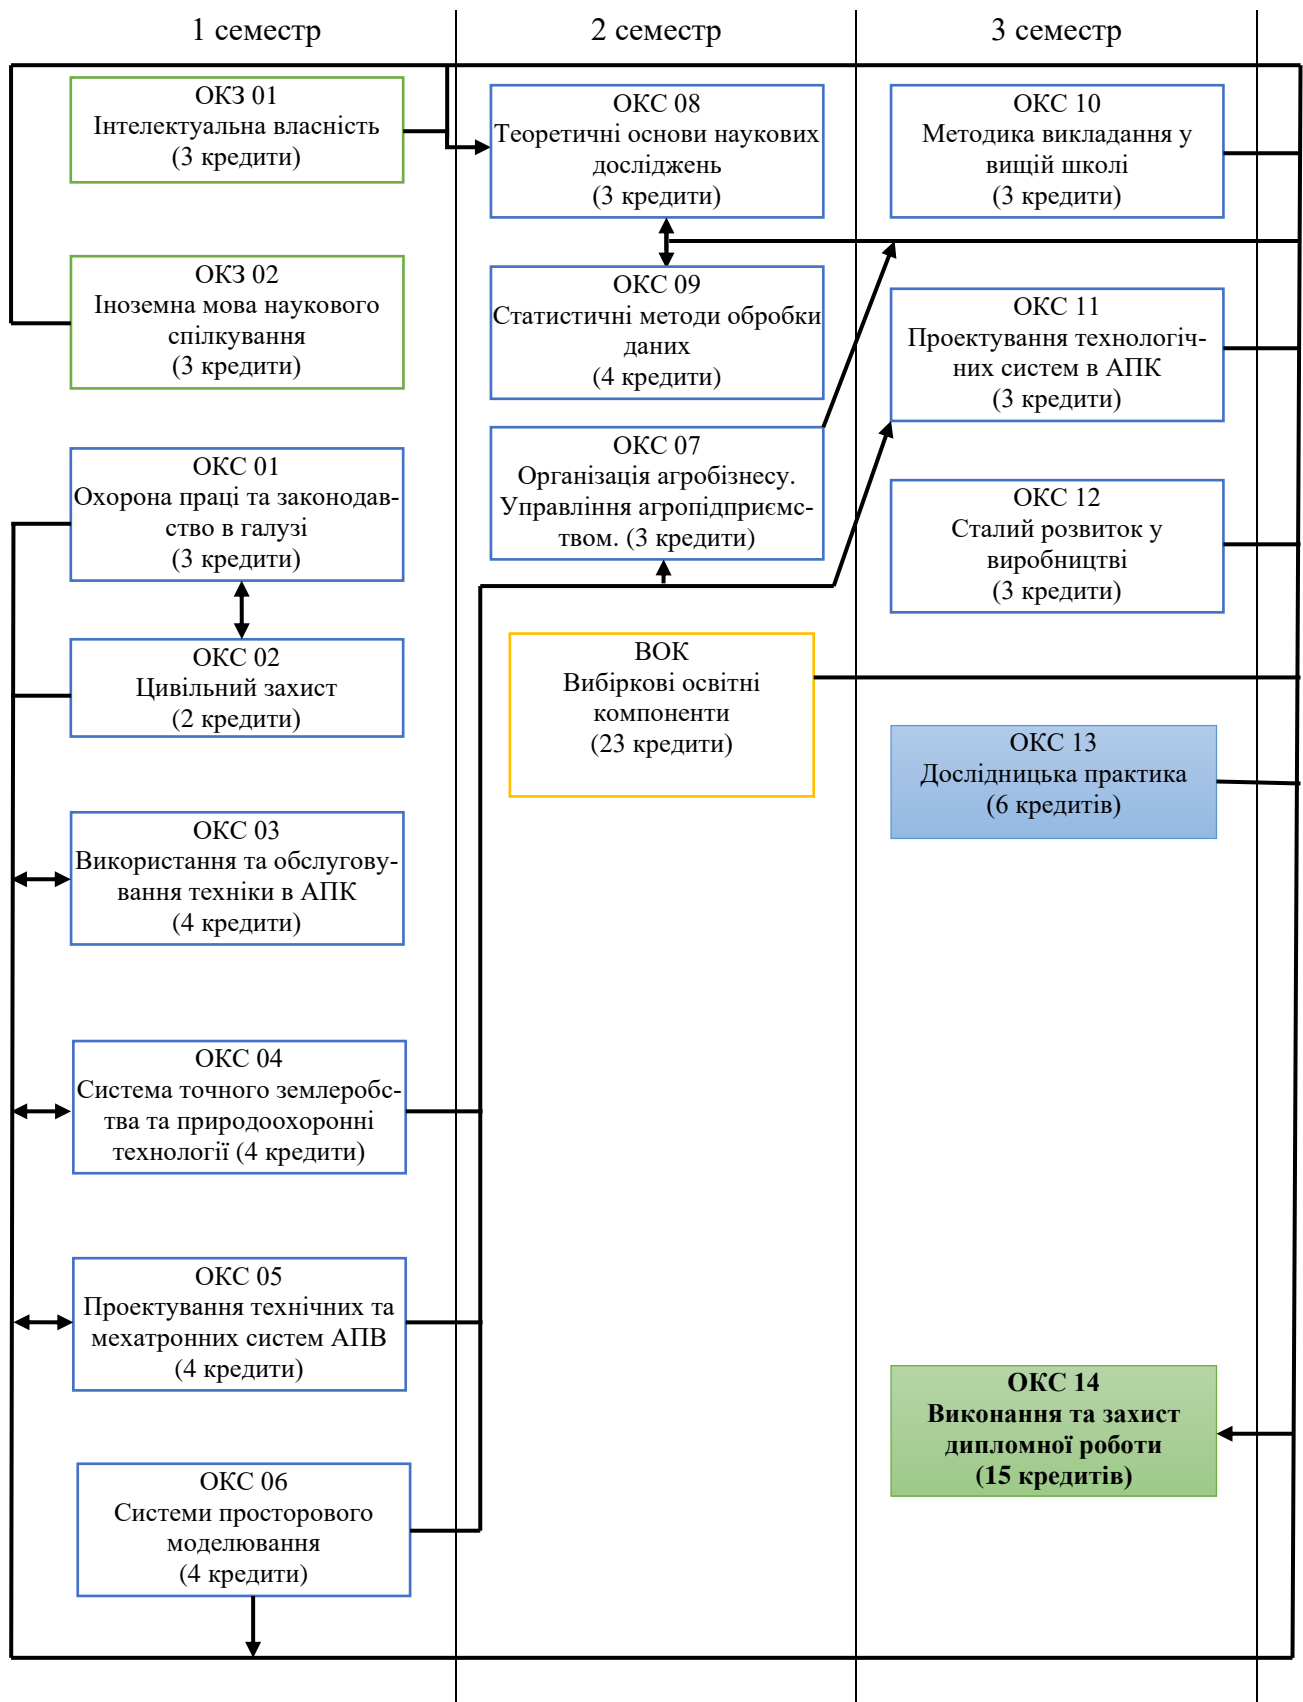 1 семестр
2 семестр
3 семестр
ОКЗ 01
Інтелектуальна власність
(3 кредити)
ОКЗ 02
Іноземна мова наукового
спілкування
(3 кредити)
ОКС 01
Охорона праці та законодав-
ство в галузі
(3 кредити)
ОКС 02
Цивільний захист
(2 кредити)
ОКС 03
Використання та обслугову-
вання техніки в АПК
(4 кредити)
ОКС 04
Система точного землеробс-
тва та природоохоронні
технології (4 кредити)
ОКС 05
Проектування технічних та
мехатронних систем АПВ
(4 кредити)
ОКС 06
Системи просторового
моделювання
(4 кредити)
ОКС 08
Теоретичні основи наукових
досліджень
(3 кредити)
ОКС 09
Статистичні методи обробки
даних
(4 кредити)
ОКС 07
Організація агробізнесу.
Управління агропідприємс-
твом. (3 кредити)
ВОК
Вибіркові освітні
компоненти
(23 кредити)
ОКС 10
Методика викладання у
вищій школі
(3 кредити)
ОКС 11
Проектування технологіч-
них систем в АПК
(3 кредити)
ОКС 12
Сталий розвиток у
виробництві
(3 кредити)
ОКС 13
Дослідницька практика
(6 кредитів)
ОКС 14
Виконання та захист
дипломної роботи
(15 кредитів)